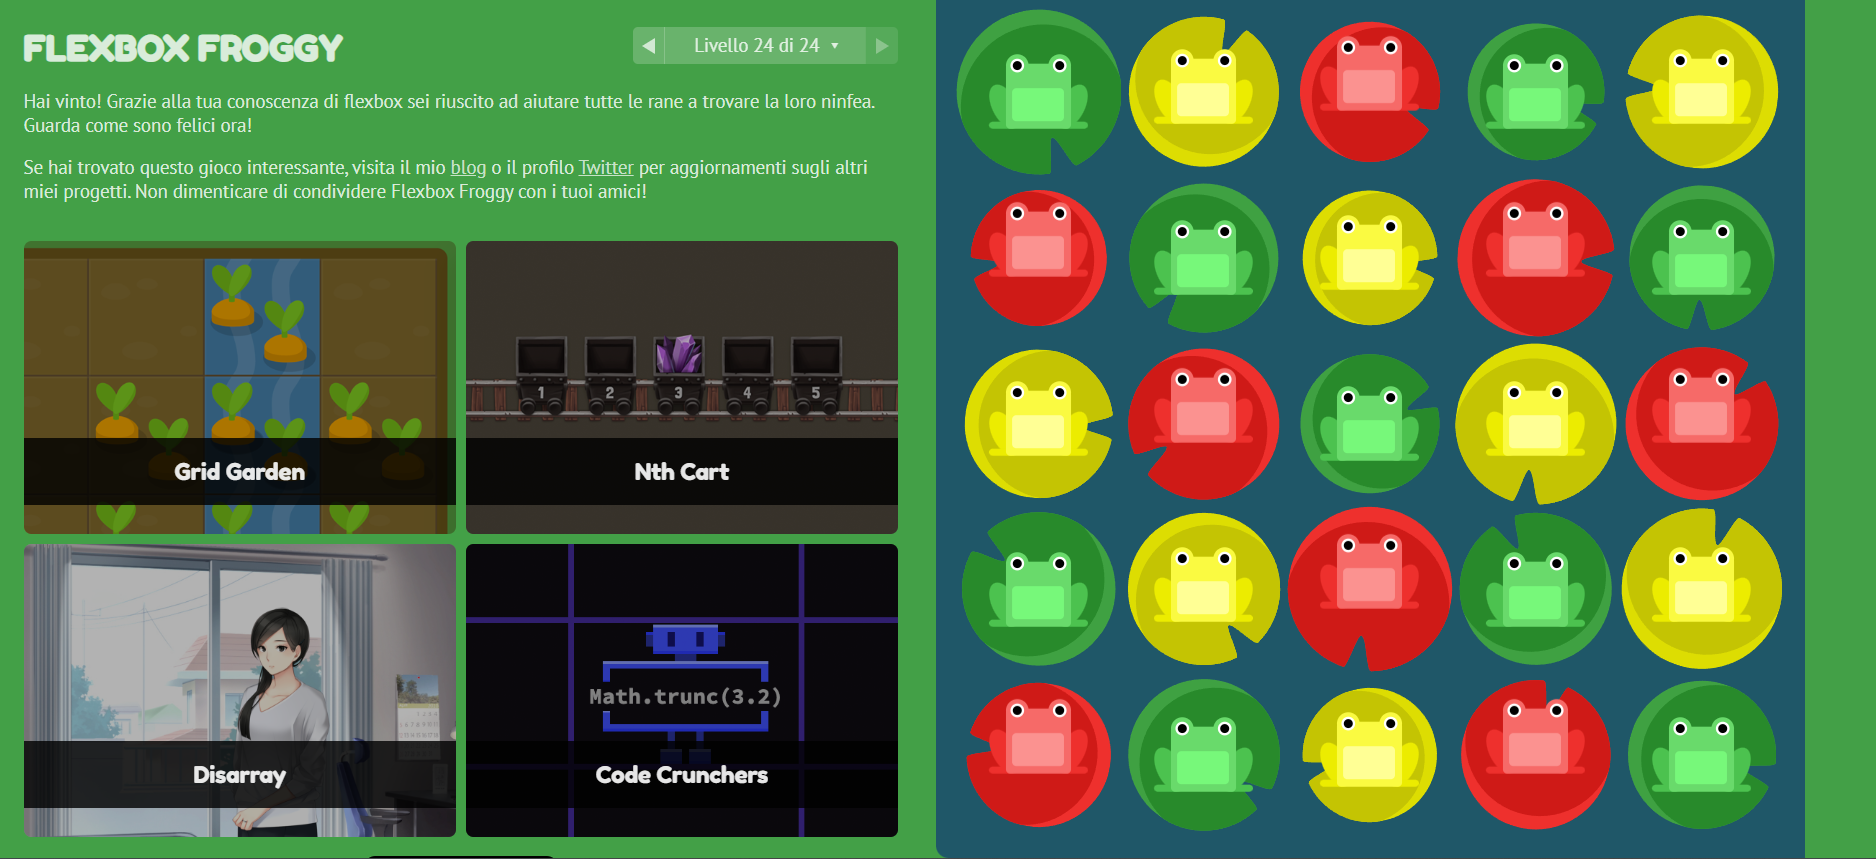 FLEXBOX FROGGY
Livello 24 di 24
Hai vinto! Grazie alla tua conoscenza di flexbox sei riuscito ad aiutare tutte le rane a trovare la loro ninfea.
Guarda come sono felici ora!
Se hai trovato questo gioco interessante, visita il mio blog o il profilo Twitter per aggiornamenti sugli altri
miei progetti. Non dimenticare di condividere Flexbox Froggy con i tuoi amici!
1 2 3 4 5
Grid Garden
Nth Cart
Math.trunc(3.2)
Disarray
Code Crunchers